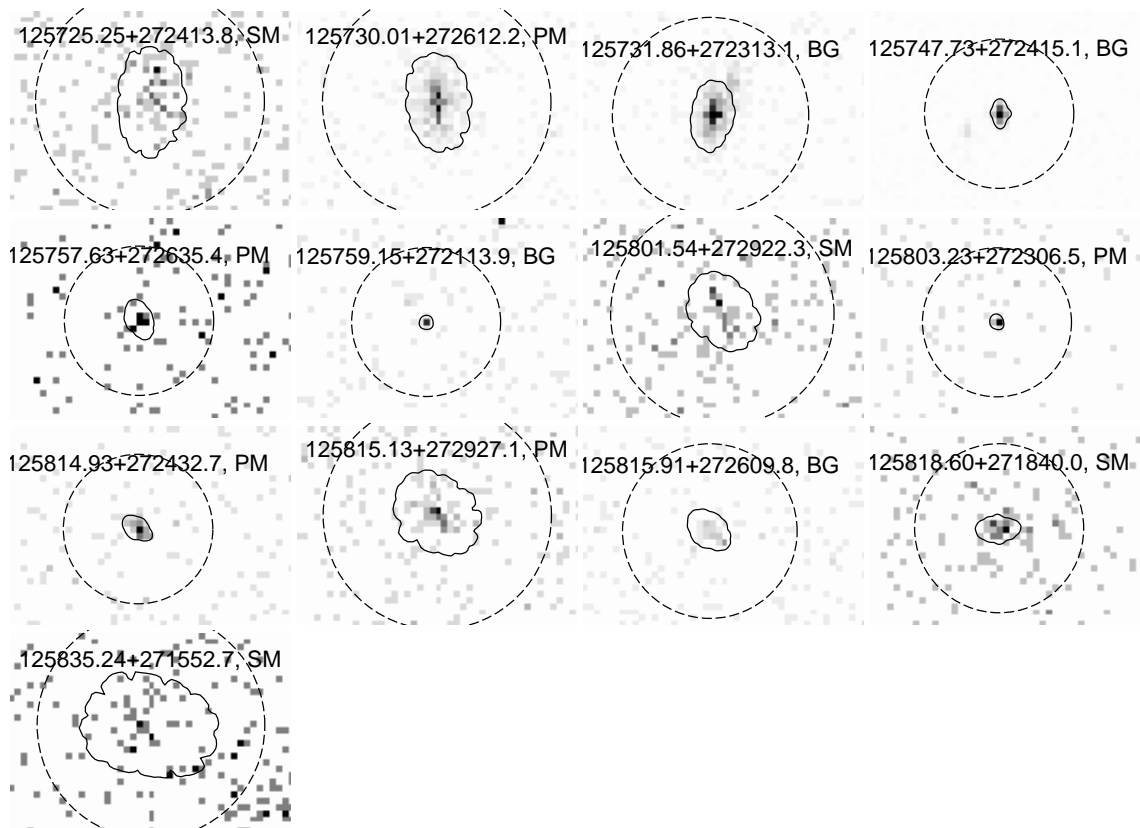 125725.25+272413.8, SM
125730.01+272612.2, PM
125731.86+272313.1, BG
125747.73+272415.1, BG
125757.63+272635.4, PM
125759.15+272113.9, BG
125801.54+272922.3, SM
125803.23+272306.5, PM
125814.93+272432.7, PM
125815.13+272927.1, PM
125815.91+272609.8, BG
125818.60+271840.0, SM
125835.24+271552.7, SM